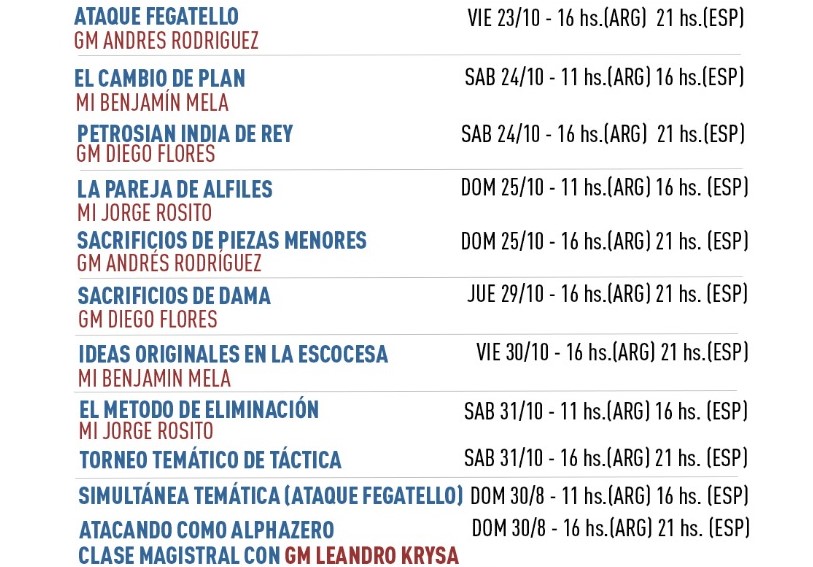 ATAQUE FEGATELLO VIE 23/10 - 16 hs.(ARG) 21 hs.(ESP)
GM ANDRES RODRIGUEZ
EL CAMBIO DE PLAN SAB 24/10 - 11 hs.(ARG) 16 hs.(ESP)
MI BENJAMÍN MELA
PETROSIAN INDIA DE REY SAB 24/10 - 16 hs.(ARG) 21 hs.(ESP)
GM DIEGO FLORES
LA PAREJA DE ALFILES DOM 25/10 - 11 hs.(ARG) 16 hs. (ESP)
MI JORGE ROSITO
SACRIFICIOS DE PIEZAS MENORES DOM 25/10 - 16 hs.(ARG) 21 hs. (ESP)
GM ANDRÉS RODRÍGUEZ
SACRIFICIOS DE DAMA JUE 29/10 - 16 hs.(ARG) 21 hs. (ESP)
GM DIEGO FLORES
IDEAS ORIGINALES EN LA ESCOCESA VIE 30/10 - 16 hs.(ARG) 21 hs.(ESP)
MI BENJAMIN MELA
EL METODO DE ELIMINACIÓN SAB 31/10 - 11 hs.(ARG) 16 hs. (ESP)
MI JORGE ROSITO
TORNEO TEMÁTICO DE TÁCTICA SAB 31/10 - 16 hs.(ARG) 21 hs. (ESP)
SIMULTÁNEA TEMÁTICA (ATAQUE FEGATELLO) DOM 30/8 - 11 hs.(ARG) 16 hs. (ESP)
ATACANDO COMO ALPHAZERO DOM 30/8 - 16 hs.(ARG) 21 hs. (ESP)
CLASE MAGISTRAL CON GM LEANDRO KRYSA